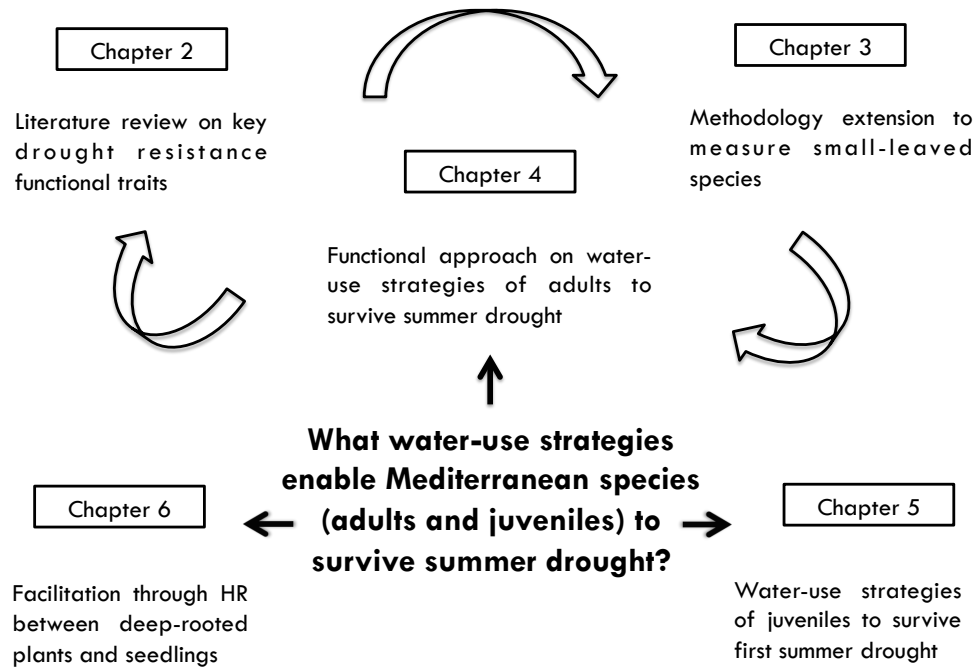 Chapter 2
Literature review on key
drought resistance
functional traits
Chapter 3
Methodology extension to
measure small-leaved
species
Chapter 4
Functional approach on water-
use strategies of adults to
survive summer drought
What water-use strategies
enable Mediterranean species
(adults and juveniles) to
survive summer drought?
Chapter 6
Facilitation through HR
between deep-rooted
plants and seedlings
Chapter 5
Water-use strategies
of juveniles to survive
first summer drought